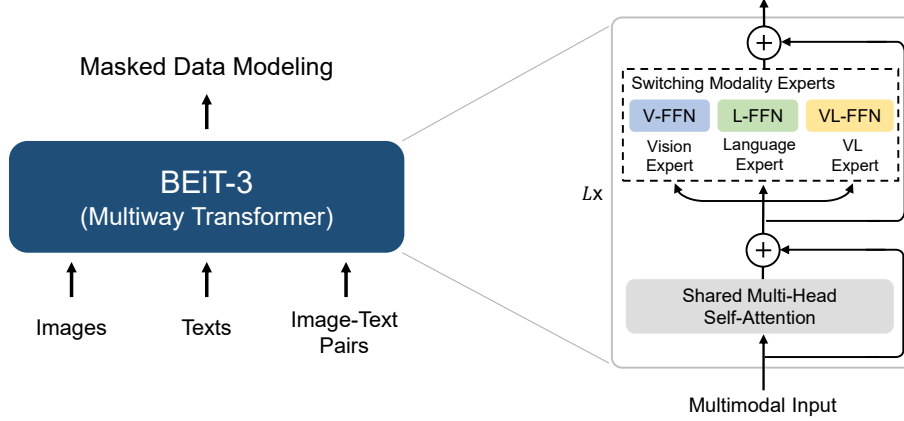 Masked Data Modeling
BEiT-3
(Multiway Transformer)
Images
Texts
Image-Text
Pairs
Switching Modality Experts
V-FFN
L-FFN
VL-FFN
Vision
Expert
Language
Expert
VL
Expert
Lx
Shared Multi-Head
Self-Attention
Multimodal Input